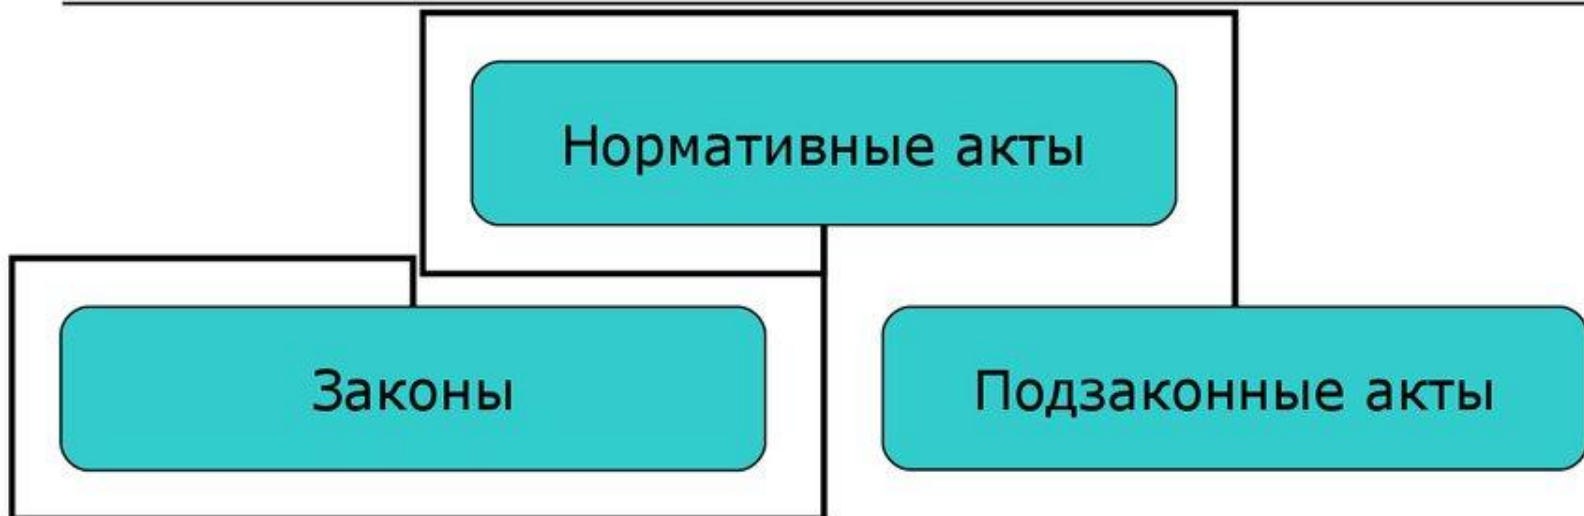 Нормативные акты
Законы
Подзаконные акты